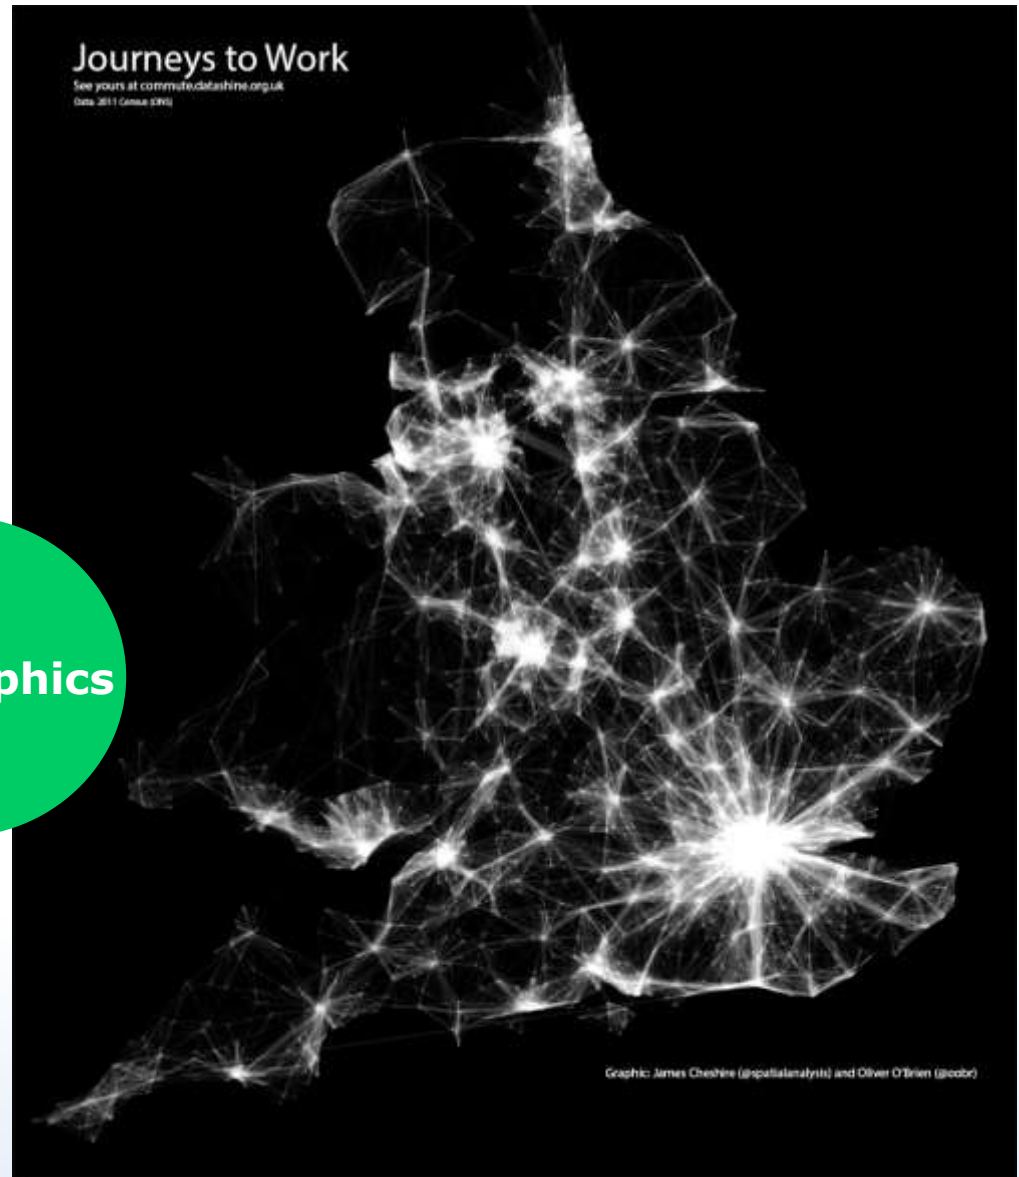 Journeys to Work
See yours at commute.datashine.org.uk
Data: 2011 Census (ONS)
phics
Graphic: James Cheshire (@spatialanalysis) and Oliver O'Brien (@oobr)